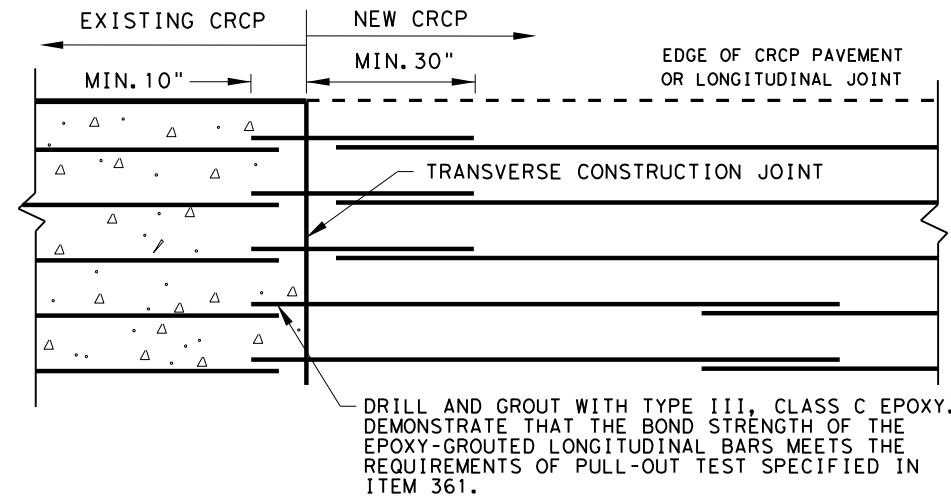 EXISTING CRCP
NEW CRCP
MIN. 10"
MIN. 30"
EDGE OF CRCP PAVEMENT
OR LONGITUDINAL JOINT
TRANSVERSE CONSTRUCTION JOINT
DRILL AND GROUT WITH TYPE III, CLASS C EPOXY.
DEMONSTRATE THAT THE BOND STRENGTH OF THE
EPOXY-GROUTED LONGITUDINAL BARS MEETS THE
REQUIREMENTS OF PULL-OUT TEST SPECIFIED IN
ITEM 361.